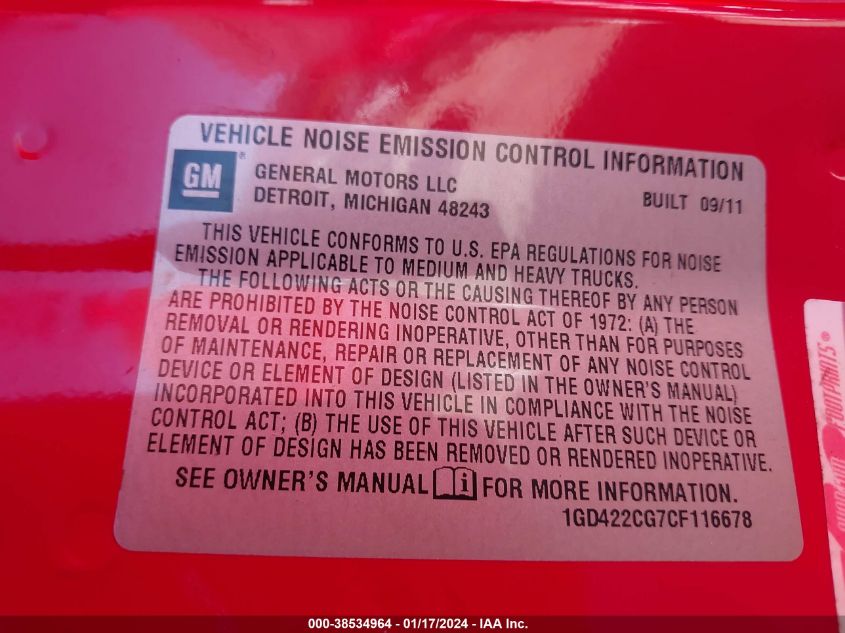 VEHICLE NOISE EMISSION CONTROL INFORMATION
GM®
GENERAL MOTORS LLC
DETROIT, MICHIGAN 48243
BUILT 09/11
THIS VEHICLE CONFORMS TO U.S. EPA REGULATIONS FOR NOISE
EMISSION APPLICABLE TO MEDIUM AND HEAVY TRUCKS.
THE FOLLOWING ACTS OR THE CAUSING THEREOF BY ANY PERSON
ARE PROHIBITED BY THE NOISE CONTROL ACT OF 1972: (A) THE
REMOVAL OR RENDERING INOPERATIVE, OTHER THAN FOR PURPOSES
OF MAINTENANCE, REPAIR OR REPLACEMENT OF ANY NOISE CONTROL
DEVICE OR ELEMENT OF DESIGN (LISTED IN THE OWNER'S MANUAL)
INCORPORATED INTO THIS VEHICLE IN COMPLIANCE WITH THE NOISE
CONTROL ACT; (B) THE USE OF THIS VEHICLE AFTER SUCH DEVICE OR
ELEMENT OF DESIGN HAS BEEN REMOVED OR RENDERED INOPERATIVE.
SEE OWNER'S MANUAL i FOR MORE INFORMATION.
1GD422CG7CF116678
000-38534964 - 01/17/2024 - IAA Inc.